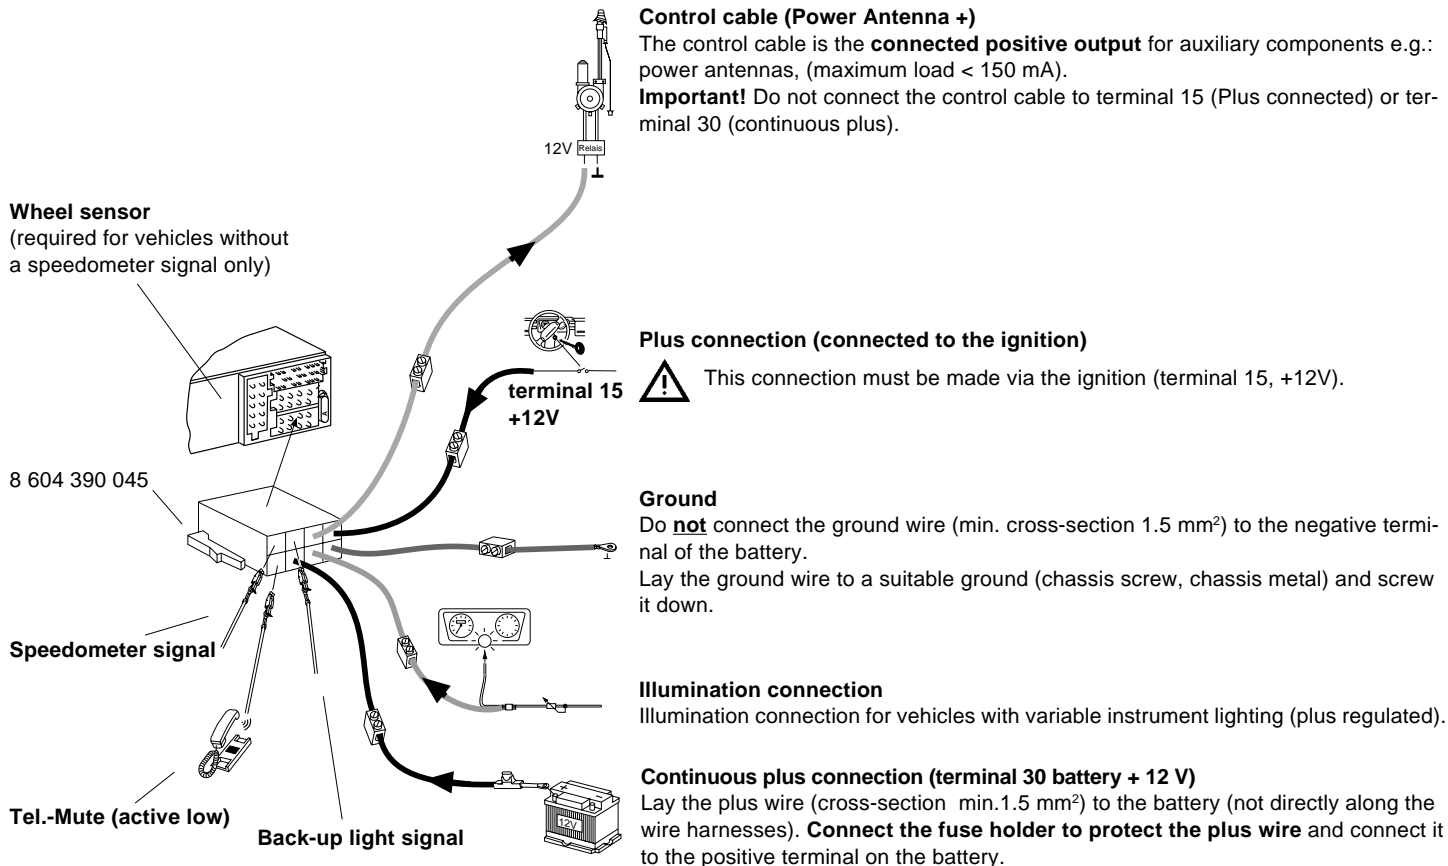 Control cable (Power Antenna +)
The control cable is the connected positive output for auxiliary components e.g.:
power antennas, (maximum load < 150 mA).
Important! Do not connect the control cable to terminal 15 (Plus connected) or ter-
minal 30 (continuous plus).
12V
Relais
Wheel sensor
(required for vehicles without
a speedometer signal only)
Plus connection (connected to the ignition)
This connection must be made via the ignition (terminal 15, +12V).
terminal 15
+12V
8 604 390 045
Ground
Do not connect the ground wire (min. cross-section 1.5 mm²) to the negative termi-
nal of the battery.
Lay the ground wire to a suitable ground (chassis screw, chassis metal) and screw
it down.
Speedometer signal
Illumination connection
Illumination connection for vehicles with variable instrument lighting (plus regulated).
Continuous plus connection (terminal 30 battery + 12 V)
Lay the plus wire (cross-section min.1.5 mm²) to the battery (not directly along the
wire harnesses). Connect the fuse holder to protect the plus wire and connect it
to the positive terminal on the battery.
+ –
12V
Tel.-Mute (active low)
Back-up light signal